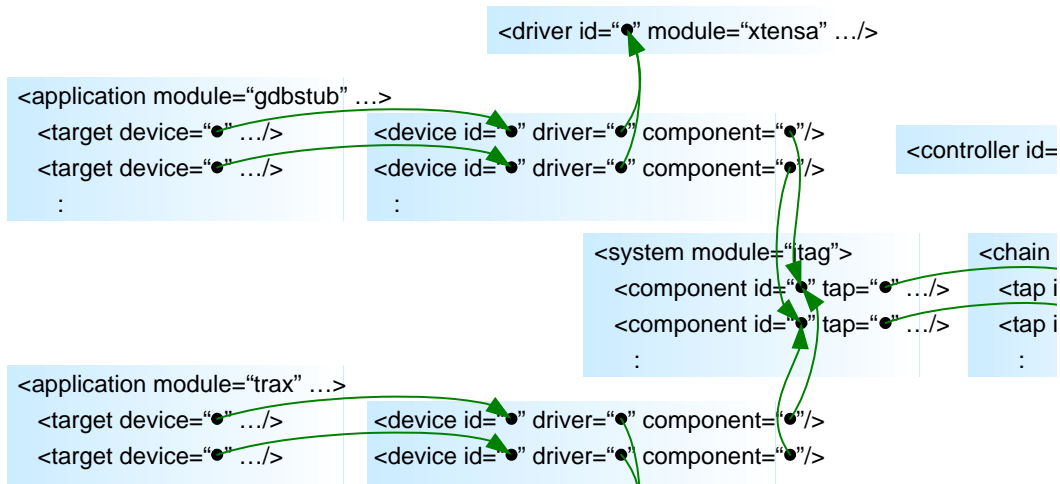 <driver id=“●” module=“xtensa” …/>
<application module=“gdbstub” …>
<target device=“●” …/>
<target device=“●” …/>
:
<device id=“●” driver=“●” component=“●”/>
<device id=“●” driver=“●” component=“●”/>
:
<controller id=
<system module=“jtag”>
<component id=“●” tap=“●” …/>
<component id=“●” tap=“●” …/>
:
<chain
<tap i
<tap i
:
<application module=“trax” …>
<target device=“●” …/>
<target device=“●” …/>
<device id=“●” driver=“●” component=“●”/>
<device id=“●” driver=“●” component=“●”/>